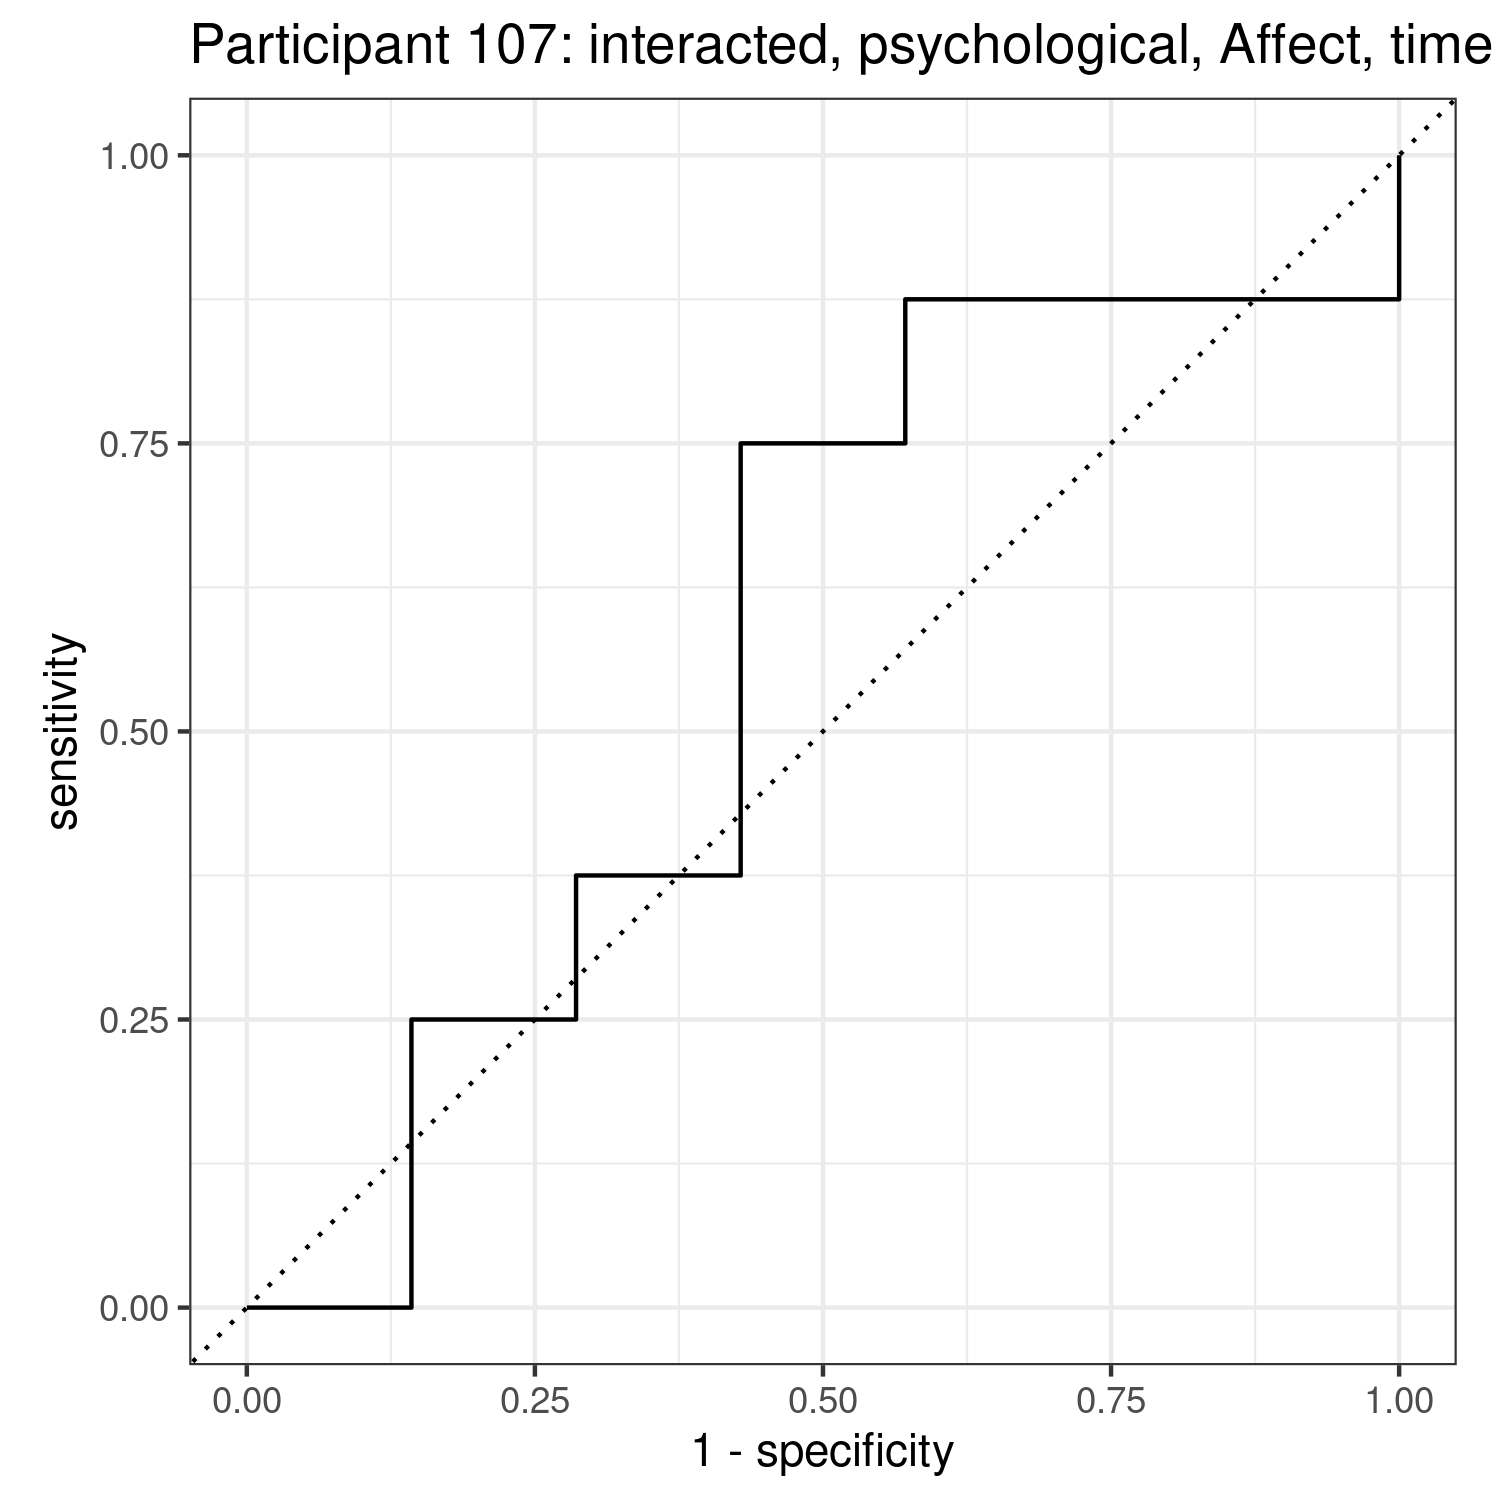 Participant 107: interacted, psychological, Affect, time
1.00
0.75
0.50
0.25
0.00
sensitivity
0.00 0.25 0.50 0.75 1.00
1 - specificity